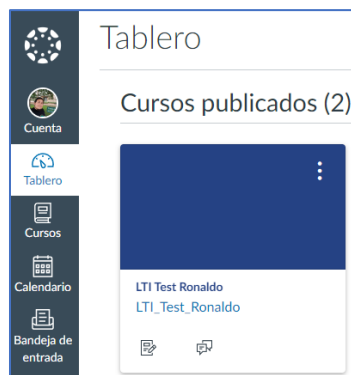 Tablero
Cursos publicados (2)
Cuenta
Tablero
Cursos
Calendario
Bandeja de
entrada
LTI Test Ronaldo
LTI_Test_Ronaldo